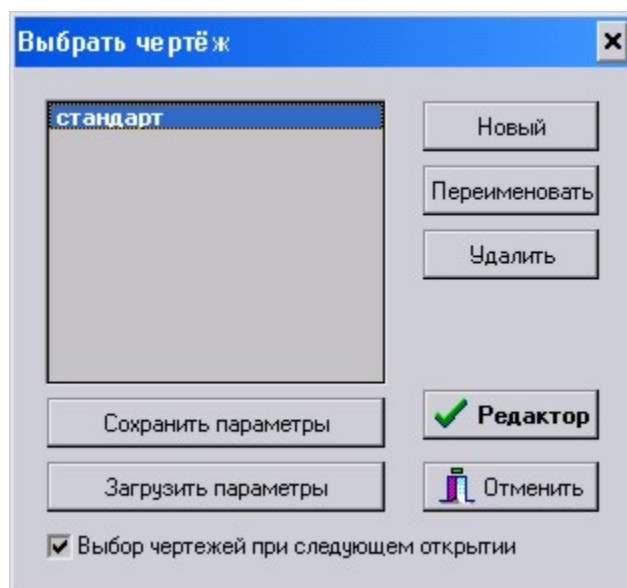 Выбрать чертёж
стандарт
Новый
Переименовать
Удалить
Сохранить параметры
Редактор
Загрузить параметры
Отменить
Выбор чертежей при следующем открытии